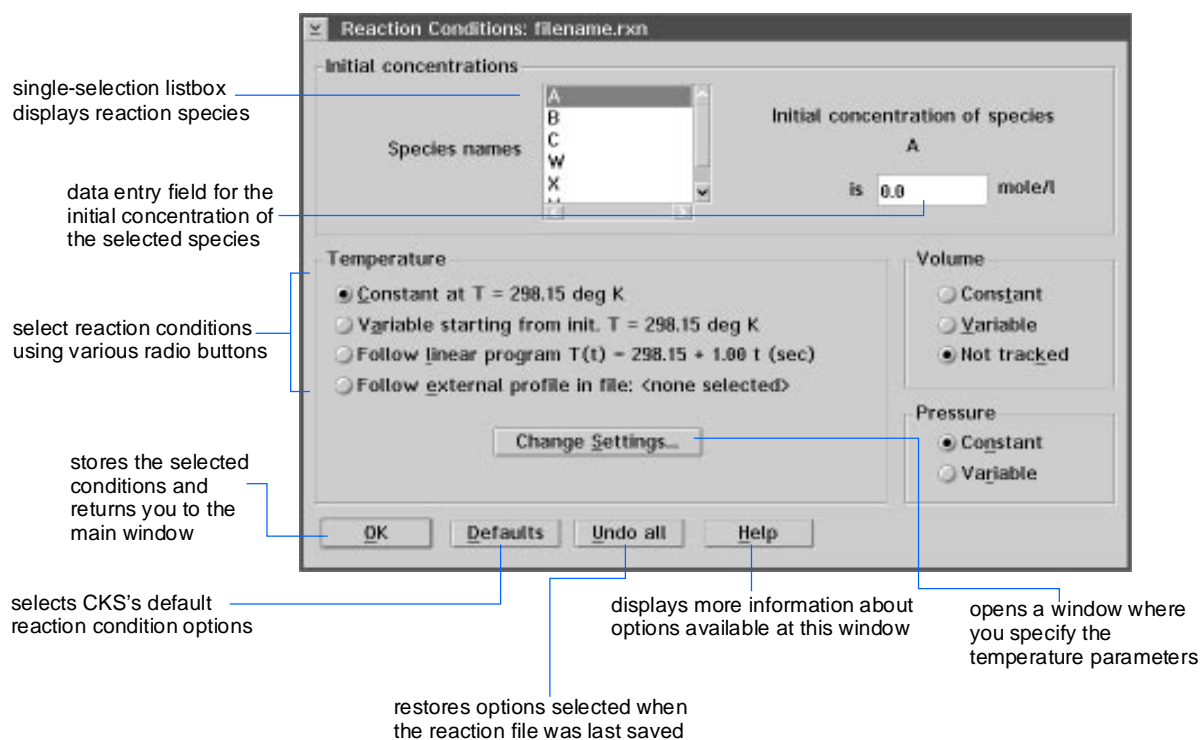 Reaction Conditions: filename.rxn
Initial concentrations
single-selection listbox
displays reaction species
A
B
C
W
X
Species names
Initial concentration of species
A
is 0.0 mole/l
data entry field for the
initial concentration of
the selected species
Temperature
Constant at T = 298.15 deg K
Variable starting from init. T = 298.15 deg K
Follow linear program T(t) = 298.15 + 1.00 t (sec)
Follow external profile in file: <none selected>
Change Settings...
select reaction conditions
using various radio buttons
Volume
Constant
Variable
Not tracked
Pressure
Constant
Variable
stores the selected
conditions and
returns you to the
main window
OK Defaults Undo all Help
selects CKS's default
reaction condition options
displays more information about
options available at this window
opens a window where
you specify the
temperature parameters
restores options selected when
the reaction file was last saved